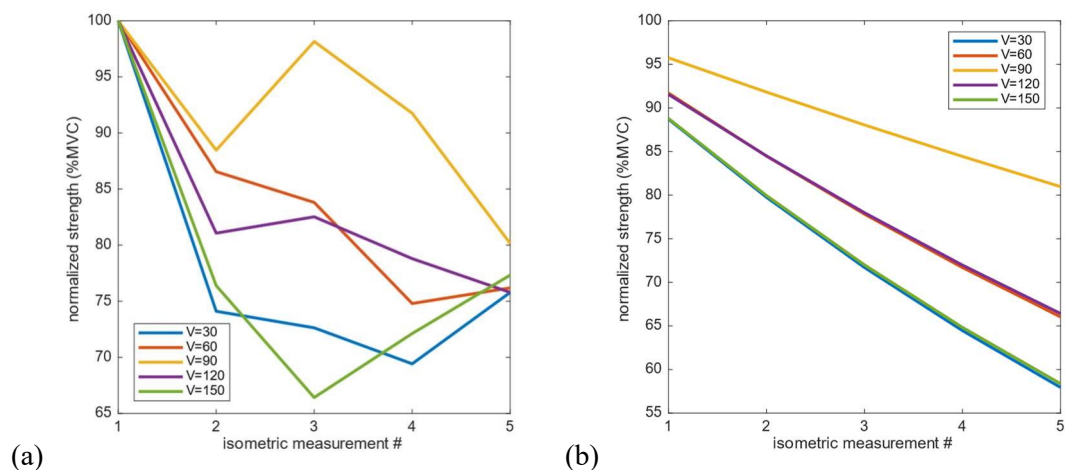 100
95
90
85
80
75
70
65
normalized strength (%MVC)
V=30
V=60
V=90
V=120
V=150
1 2 3 4 5
isometric measurement #
(a)
100
95
90
85
80
75
70
65
60
55
normalized strength (%MVC)
V=30
V=60
V=90
V=120
V=150
1 2 3 4 5
isometric measurement #
(b)